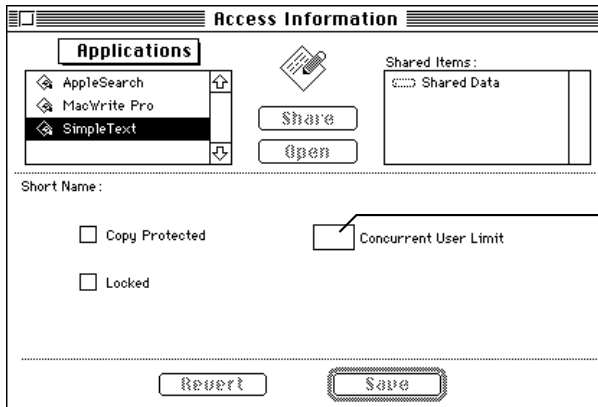 Access Information
Applications
AppleSearch
MacWrite Pro
SimpleText
Share
Open
Shared Items:
Shared Data
Short Name:
Copy Protected
Concurrent User Limit
Locked
Revert
Save